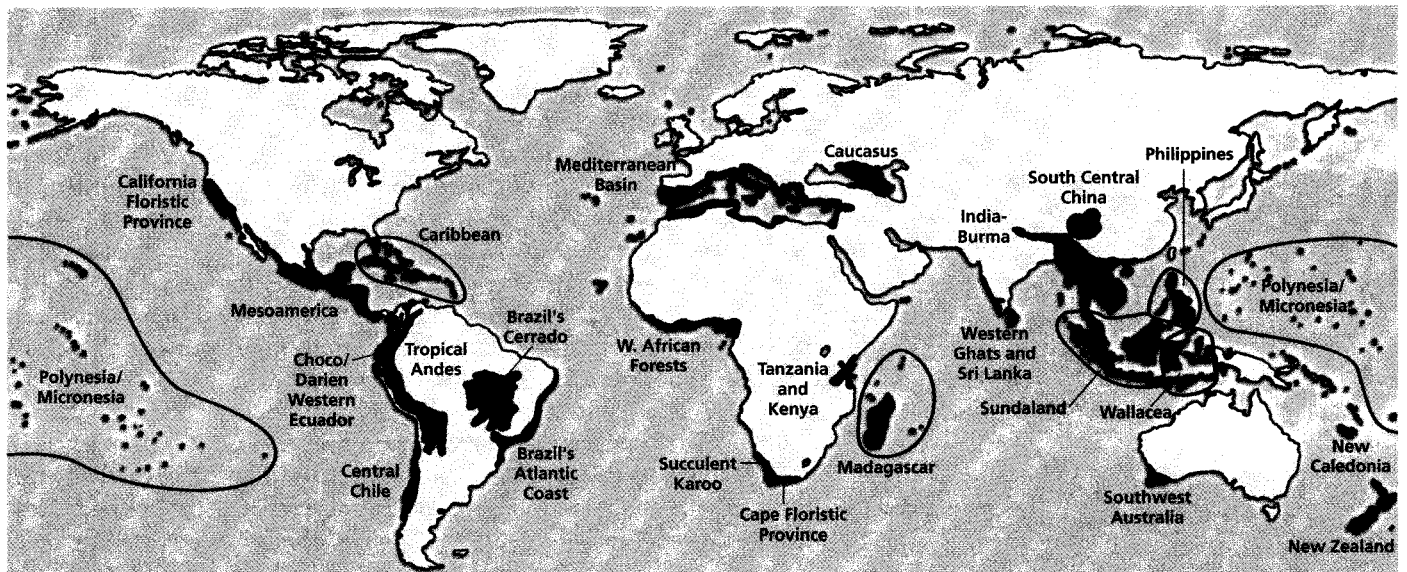 California
Floristic
Province
Caribbean
Mesoamerica
Polynesia/
Micronesia
Choco/
Darien
Western
Ecuador
Tropical
Andes
Brazil's
Cerrado
Central
Chile
Brazil's
Atlantic
Coast
Mediterranean
Basin
Caucasus
W. African
Forests
Tanzania
and
Kenya
Succulent
Karoo
Cape Floristic
Province
Madagascar
Philippines
South Central
China
India-
Burma
Western
Ghats and
Sri Lanka
Sundaland
Wallacea
Polynesia/
Micronesia
New
Caledonia
Southwest
Australia
New Zealand